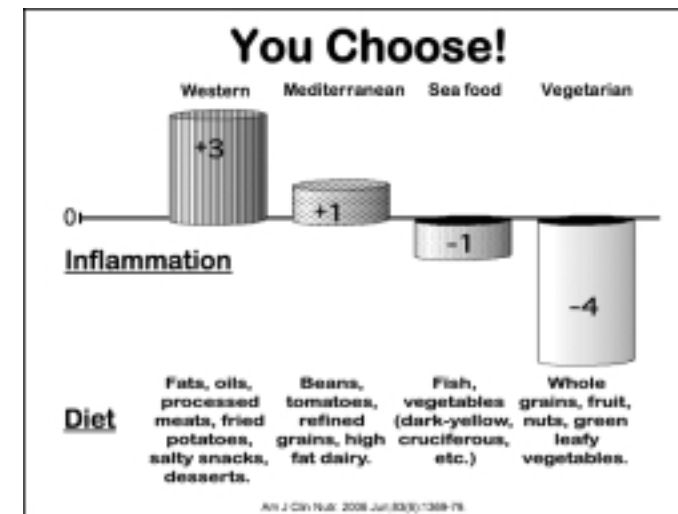 You Choose!
Western Mediterranean Sea food Vegetarian
+3
0
+1
-1
Inflammation
-4
Diet
Fats, oils,
processed
meats, fried
potatoes,
salty snacks,
desserts.
Beans,
tomatoes,
refined
grains, high
fat dairy.
Fish,
vegetables
(dark-yellow,
cruciferous,
etc.)
Whole
grains, fruit,
nuts, green
leafy
vegetables.
Am J Clin Nutr. 2006 Jun;83(6):1369-79.